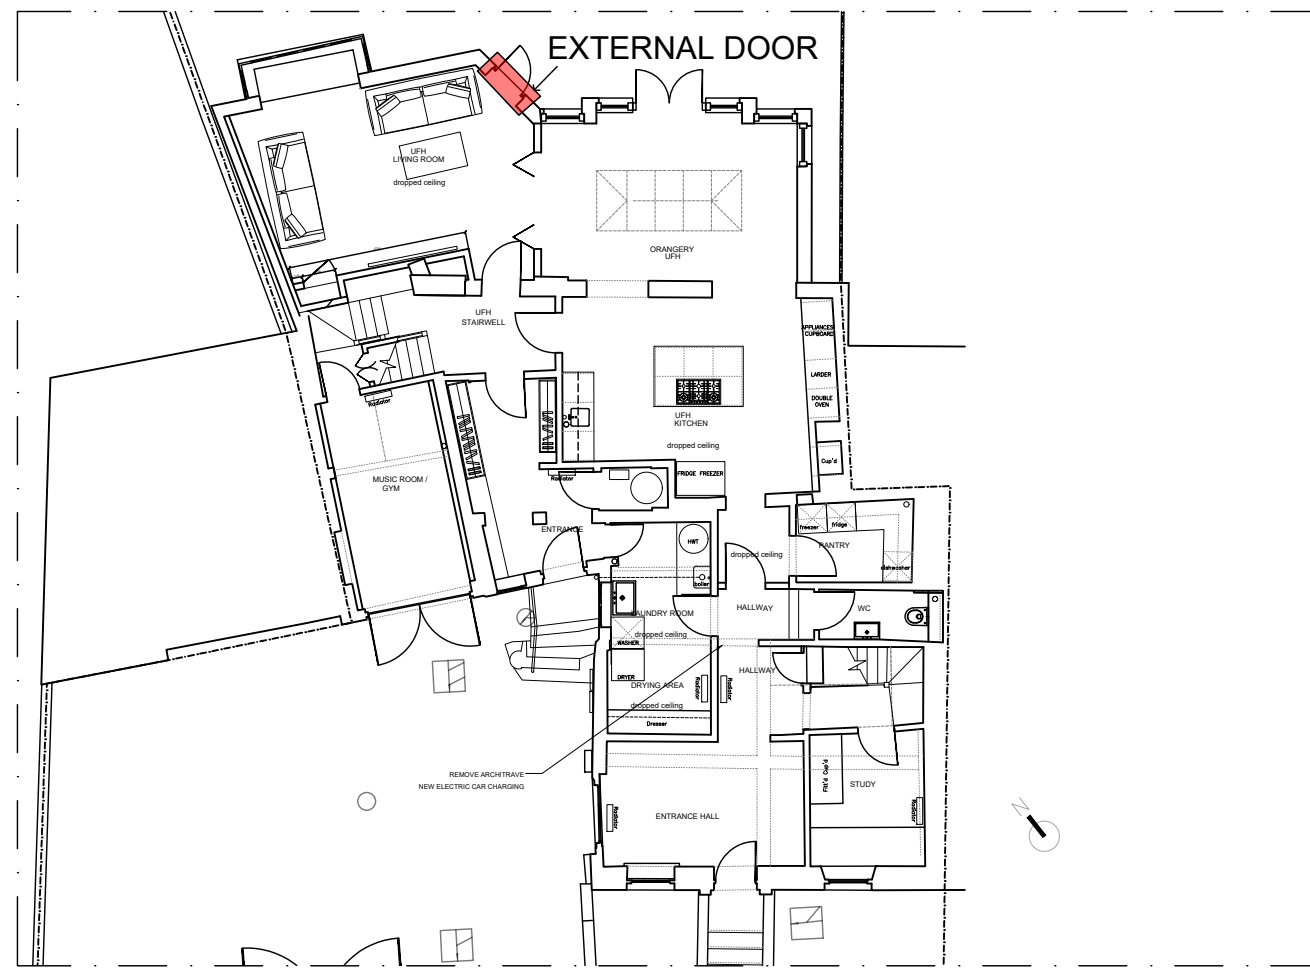 EXTERNAL DOOR
UFH
LIVING ROOM
dropped ceiling
ORANGERY
UFH
UFH
STAIRWELL
APPLIANCES
CUPBOARD
LARDER
DOUBLE
OVEN
UFH
KITCHEN
dropped ceiling
Cup'd
FRIDGE FREEZER
Radiator
MUSIC ROOM /
GYM
Radiator
ENTRANCE
HWT
boiler
dropped ceiling
freezer
fridge
PANTRY
dishwasher
LAUNDRY ROOM
dropped ceiling
WASHER
DRYER
DRYING AREA
dropped ceiling
Dresser
Radiator
Radiator
HALLWAY
WC
HALLWAY
REMOVE ARCHITRAVE
NEW ELECTRIC CAR CHARGING
Fitt'd Cup'd
STUDY
Radiator
ENTRANCE HALL
Radiator
N